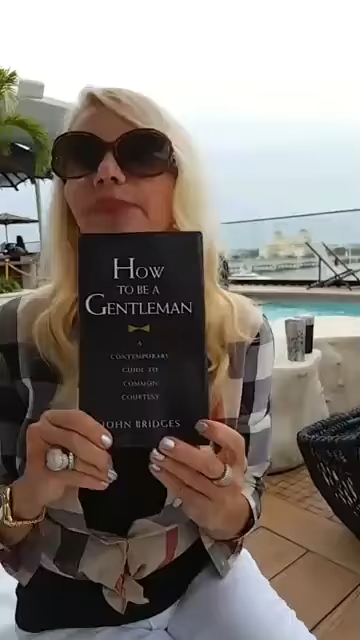 HOW
TO BE A
GENTLEMAN
A
CONTEMPORARY
GUIDE TO
COMMON
COURTESY
JOHN BRIDGES